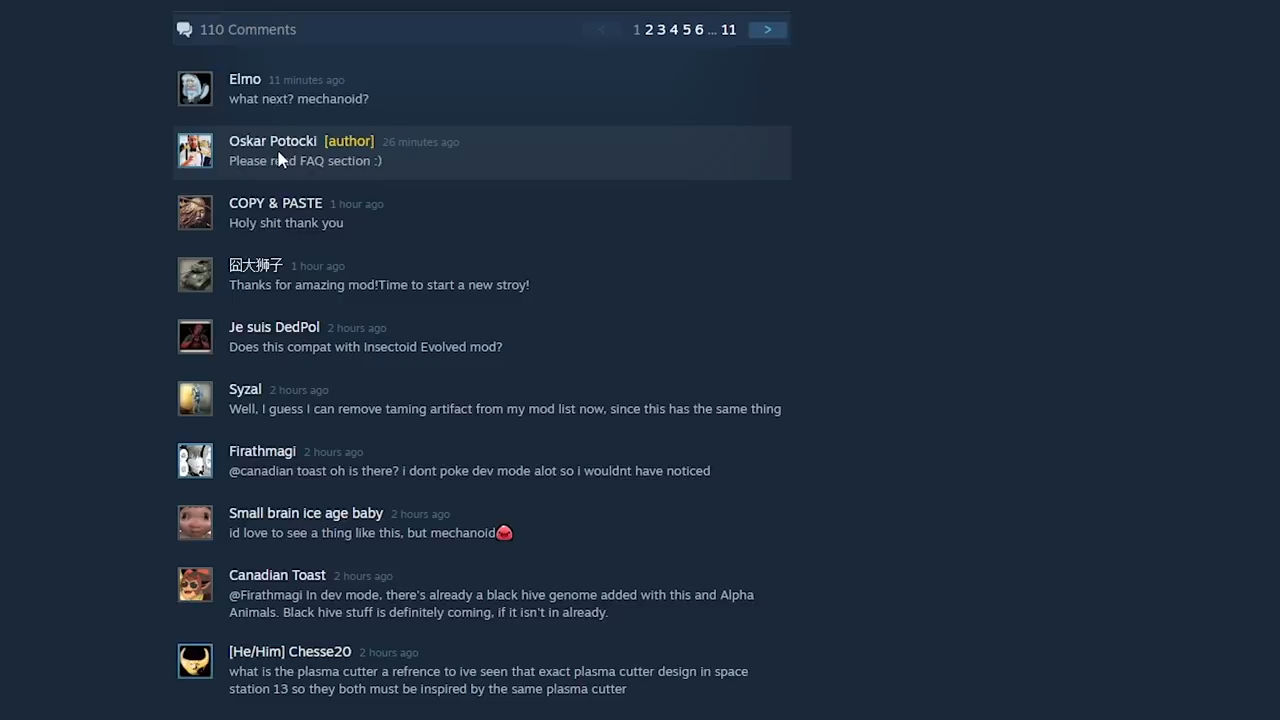 110 Comments
< 1 2 3 4 5 6 ... 11 >
Elmo 11 minutes ago
what next? mechanoid?
Oskar Potocki [author] 26 minutes ago
Please read FAQ section :)
COPY & PASTE 1 hour ago
Holy shit thank you
囧大狮子 1 hour ago
Thanks for amazing mod!Time to start a new stroy!
Je suis DedPol 2 hours ago
Does this compat with Insectoid Evolved mod?
Syzal 2 hours ago
Well, I guess I can remove taming artifact from my mod list now, since this has the same thing
Firathmagi 2 hours ago
@canadian toast oh is there? i dont poke dev mode alot so i wouldnt have noticed
Small brain ice age baby 2 hours ago
id love to see a thing like this, but mechanoid
Canadian Toast 2 hours ago
@Firathmagi In dev mode, there's already a black hive genome added with this and Alpha
Animals. Black hive stuff is definitely coming, if it isn't in already.
[He/Him] Chesse20 2 hours ago
what is the plasma cutter a refrence to ive seen that exact plasma cutter design in space
station 13 so they both must be inspired by the same plasma cutter